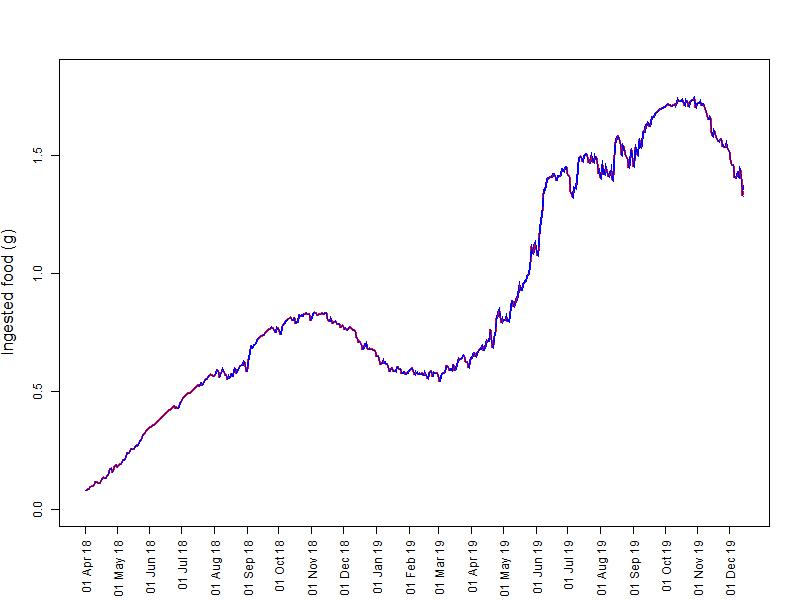 Ingested food (g)
1.5
1.0
0.5
0.0
01 Apr 18
01 May 18
01 Jun 18
01 Jul 18
01 Aug 18
01 Sep 18
01 Oct 18
01 Nov 18
01 Dec 18
01 Jan 19
01 Feb 19
01 Mar 19
01 Apr 19
01 May 19
01 Jun 19
01 Jul 19
01 Aug 19
01 Sep 19
01 Oct 19
01 Nov 19
01 Dec 19